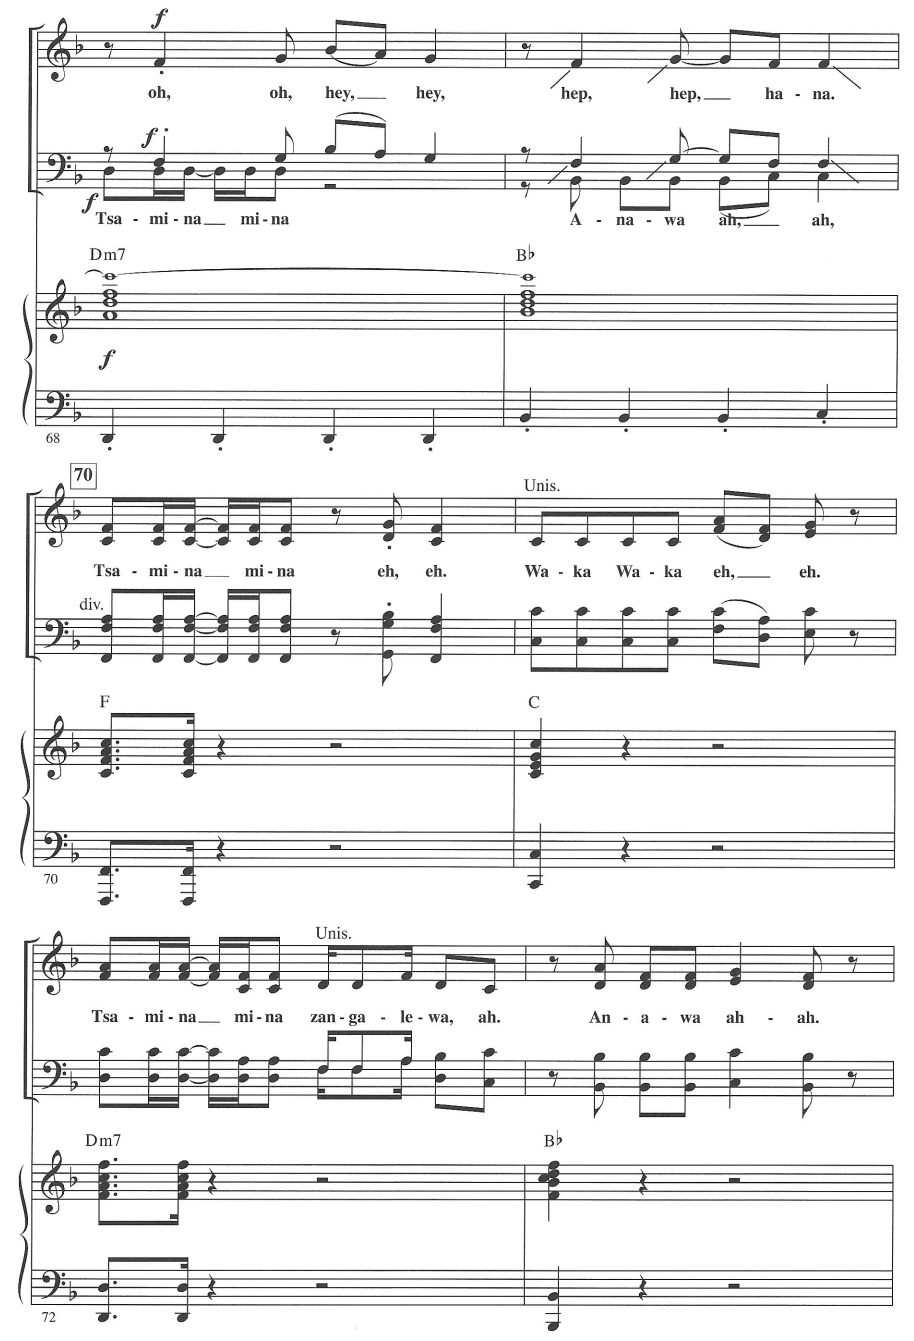 f
oh, oh, hey, hey, hep, hep, ha - na.
f
f
Tsa - mi - na mi - na A - na - wa ah, ah,
Dm7 B♭
f
68
70
Unis.
Tsa - mi - na mi - na eh, eh. Wa - ka Wa - ka eh, eh.
div.
F C
70
Unis.
Tsa - mi - na mi - na zan - ga - le - wa, ah. An - a - wa ah - ah.
Dm7 B♭
72